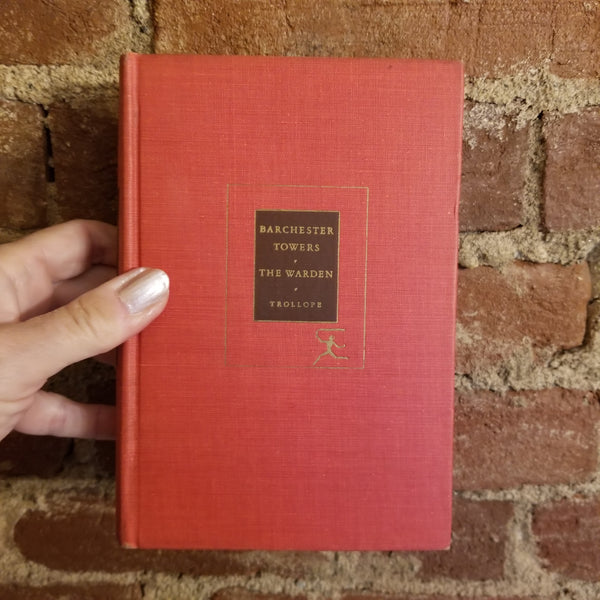 BARCHESTER
TOWERS
THE WARDEN
TROLLOPE